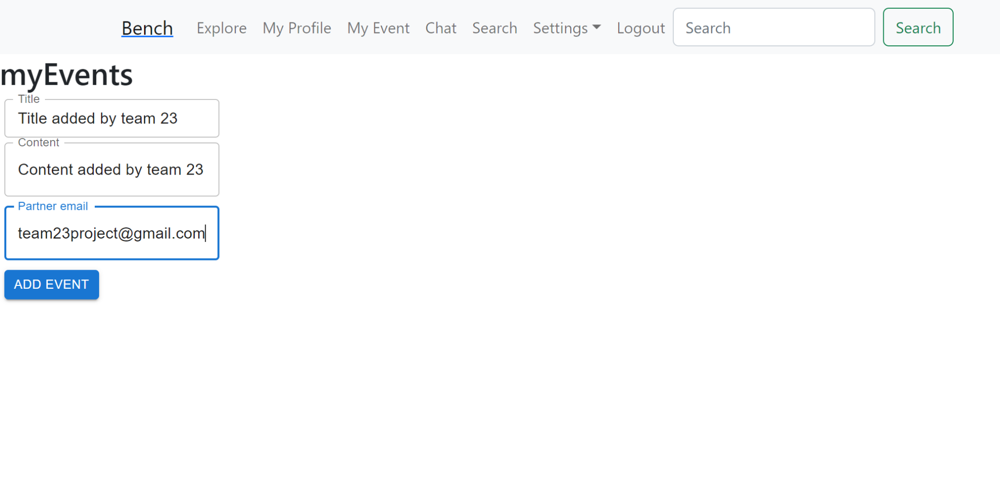 Bench Explore My Profile My Event Chat Search Settings Logout Search Search
myEvents
Title
Title added by team 23
Content
Content added by team 23
Partner email
team23project@gmail.com
ADD EVENT